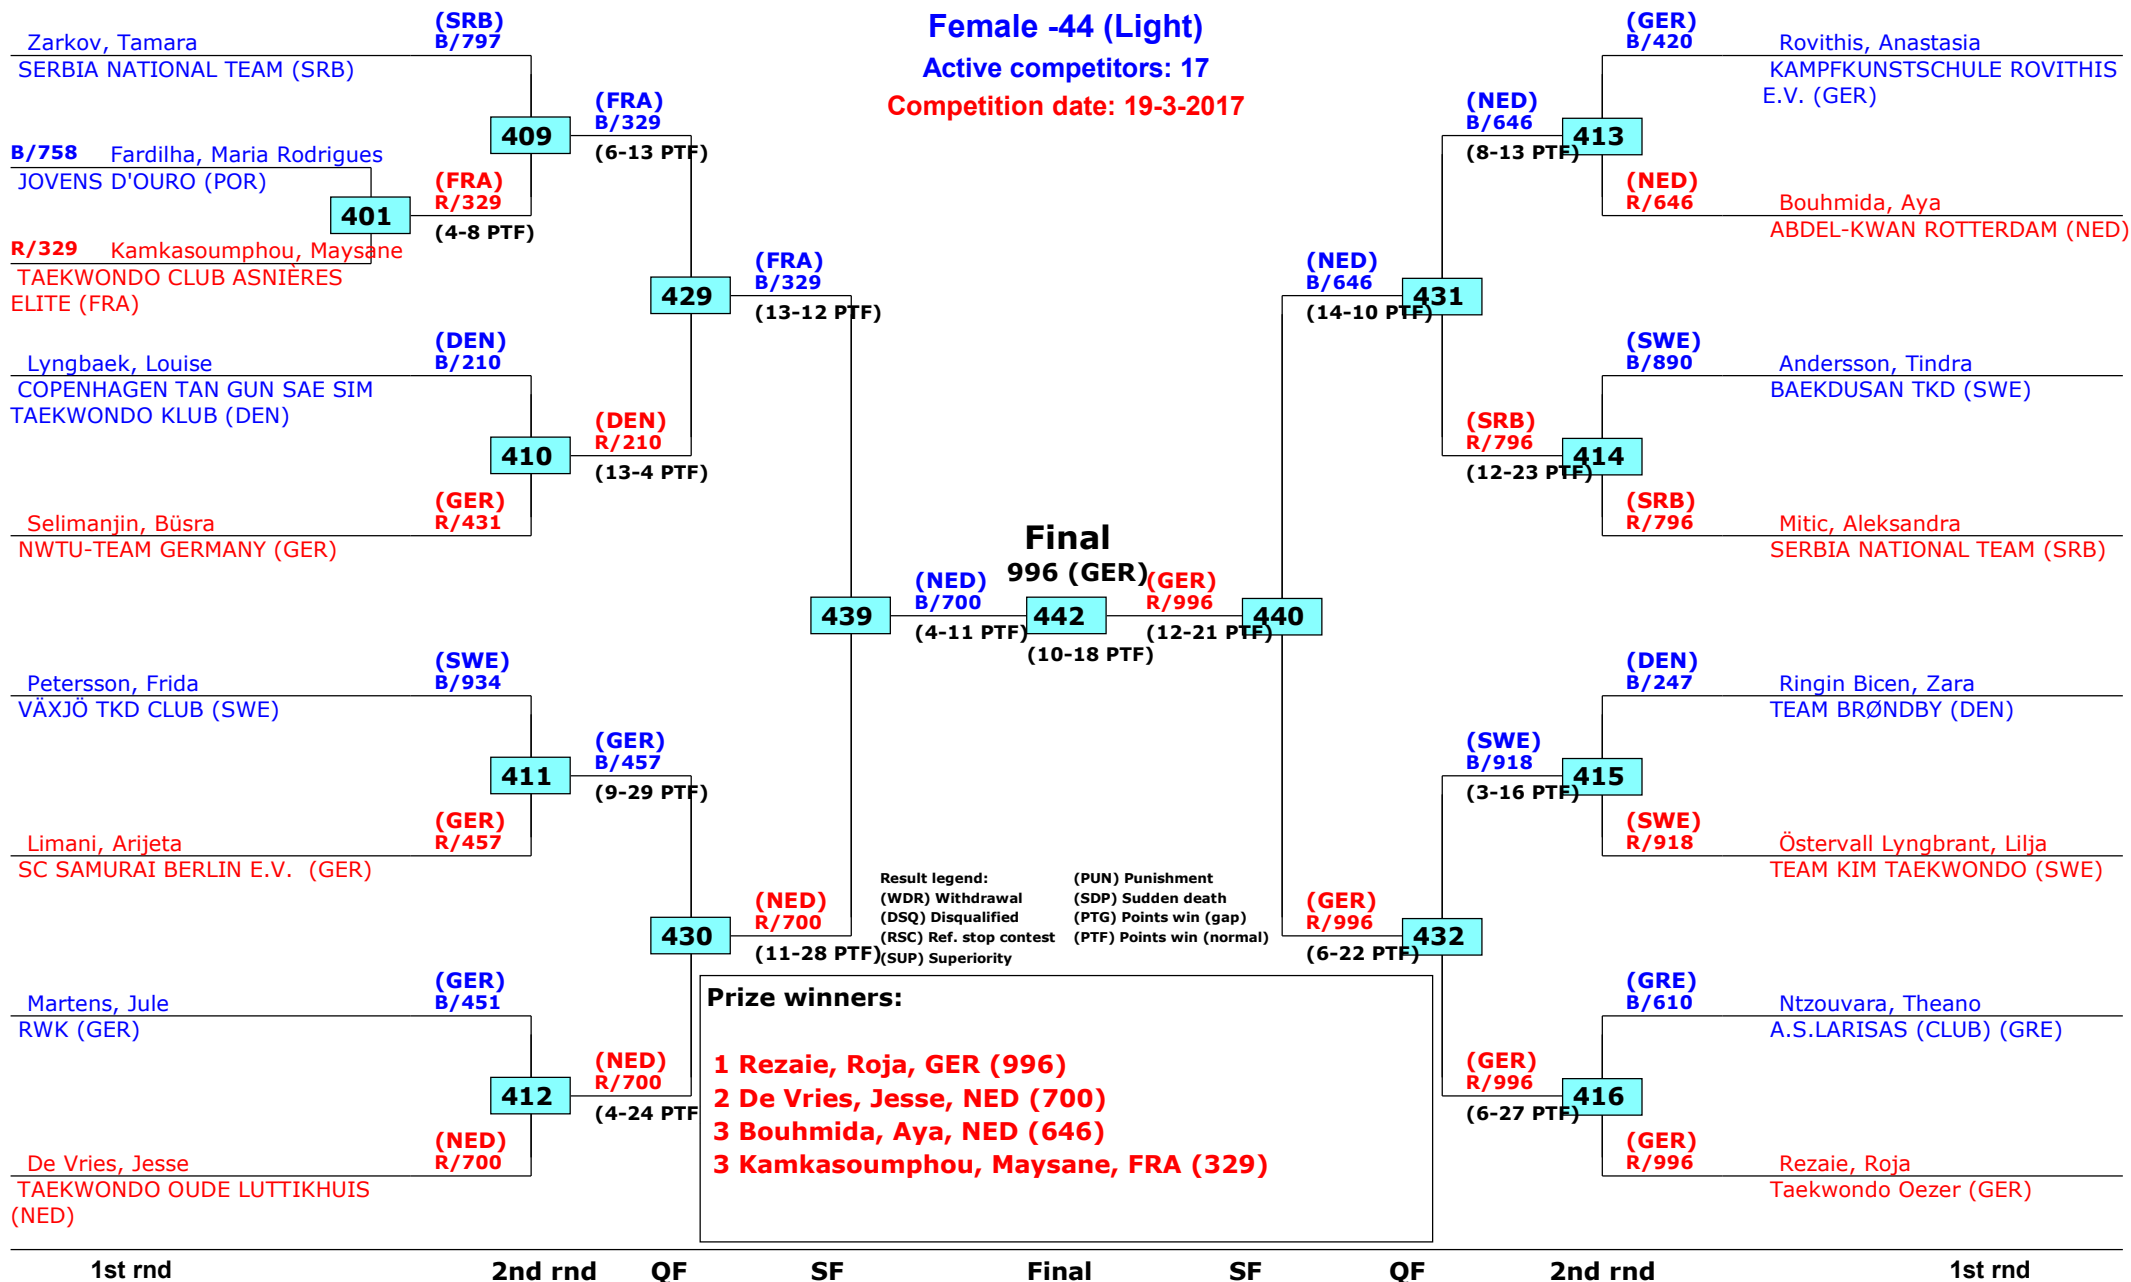 Female -44 (Light)
Active competitors: 17
Competition date: 19-3-2017
(SRB)
Zarkov, Tamara B/797
SERBIA NATIONAL TEAM (SRB)
(FRA)
B/329
409
(6-13 PTF)
B/758 Fardilha, Maria Rodrigues
JOVENS D'OURO (POR)
(FRA)
R/329
401
(4-8 PTF)
R/329 Kamkasoumphou, Maysane
TAEKWONDO CLUB ASNIÈRES
ELITE (FRA)
(FRA)
B/329
429
(13-12 PTF)
(DEN)
Lyngbaek, Louise B/210
COPENHAGEN TAN GUN SAE SIM
TAEKWONDO KLUB (DEN)
(DEN)
R/210
410
(13-4 PTF)
(GER)
Selimanjin, Büsra R/431
NWTU-TEAM GERMANY (GER)
439
(NED)
B/700
(4-11 PTF)
(SWE)
Petersson, Frida B/934
VÄXJÖ TKD CLUB (SWE)
(GER)
B/457
411
(9-29 PTF)
(GER)
Limani, Arijeta R/457
SC SAMURAI BERLIN E.V. (GER)
(NED)
R/700
430
(11-28 PTF)
(GER)
Martens, Jule B/451
RWK (GER)
(NED)
R/700
412
(4-24 PTF
(NED)
De Vries, Jesse R/700
TAEKWONDO OUDE LUTTIKHUIS
(NED)
Final
996 (GER)
442
(10-18 PTF)
(GER)
R/996
440
(12-21 PTF)
(GER)
B/420 Rovithis, Anastasia
KAMPFKUNSTSCHULE ROVITHIS
E.V. (GER)
(NED)
B/646
413
(8-13 PTF)
(NED)
R/646 Bouhmida, Aya
ABDEL-KWAN ROTTERDAM (NED)
(NED)
B/646
431
(14-10 PTF)
(SWE)
B/890 Andersson, Tindra
BAEKDUSAN TKD (SWE)
(SRB)
R/796
414
(12-23 PTF)
(SRB)
R/796 Mitic, Aleksandra
SERBIA NATIONAL TEAM (SRB)
(DEN)
B/247 Ringin Bicen, Zara
TEAM BRØNDBY (DEN)
(SWE)
B/918
415
(3-16 PTF)
(SWE)
R/918 Östervall Lyngbrant, Lilja
TEAM KIM TAEKWONDO (SWE)
(GER)
R/996
432
(6-22 PTF)
(GRE)
B/610 Ntzouvara, Theano
A.S.LARISAS (CLUB) (GRE)
(GER)
R/996
416
(6-27 PTF)
(GER)
R/996 Rezaie, Roja
Taekwondo Oezer (GER)
Result legend: (PUN) Punishment
(WDR) Withdrawal (SDP) Sudden death
(DSQ) Disqualified (PTG) Points win (gap)
(RSC) Ref. stop contest (PTF) Points win (normal)
(SUP) Superiority
Prize winners:
1 Rezaie, Roja, GER (996)
2 De Vries, Jesse, NED (700)
3 Bouhmida, Aya, NED (646)
3 Kamkasoumphou, Maysane, FRA (329)
1st rnd 2nd rnd QF SF Final SF QF 2nd rnd 1st rnd